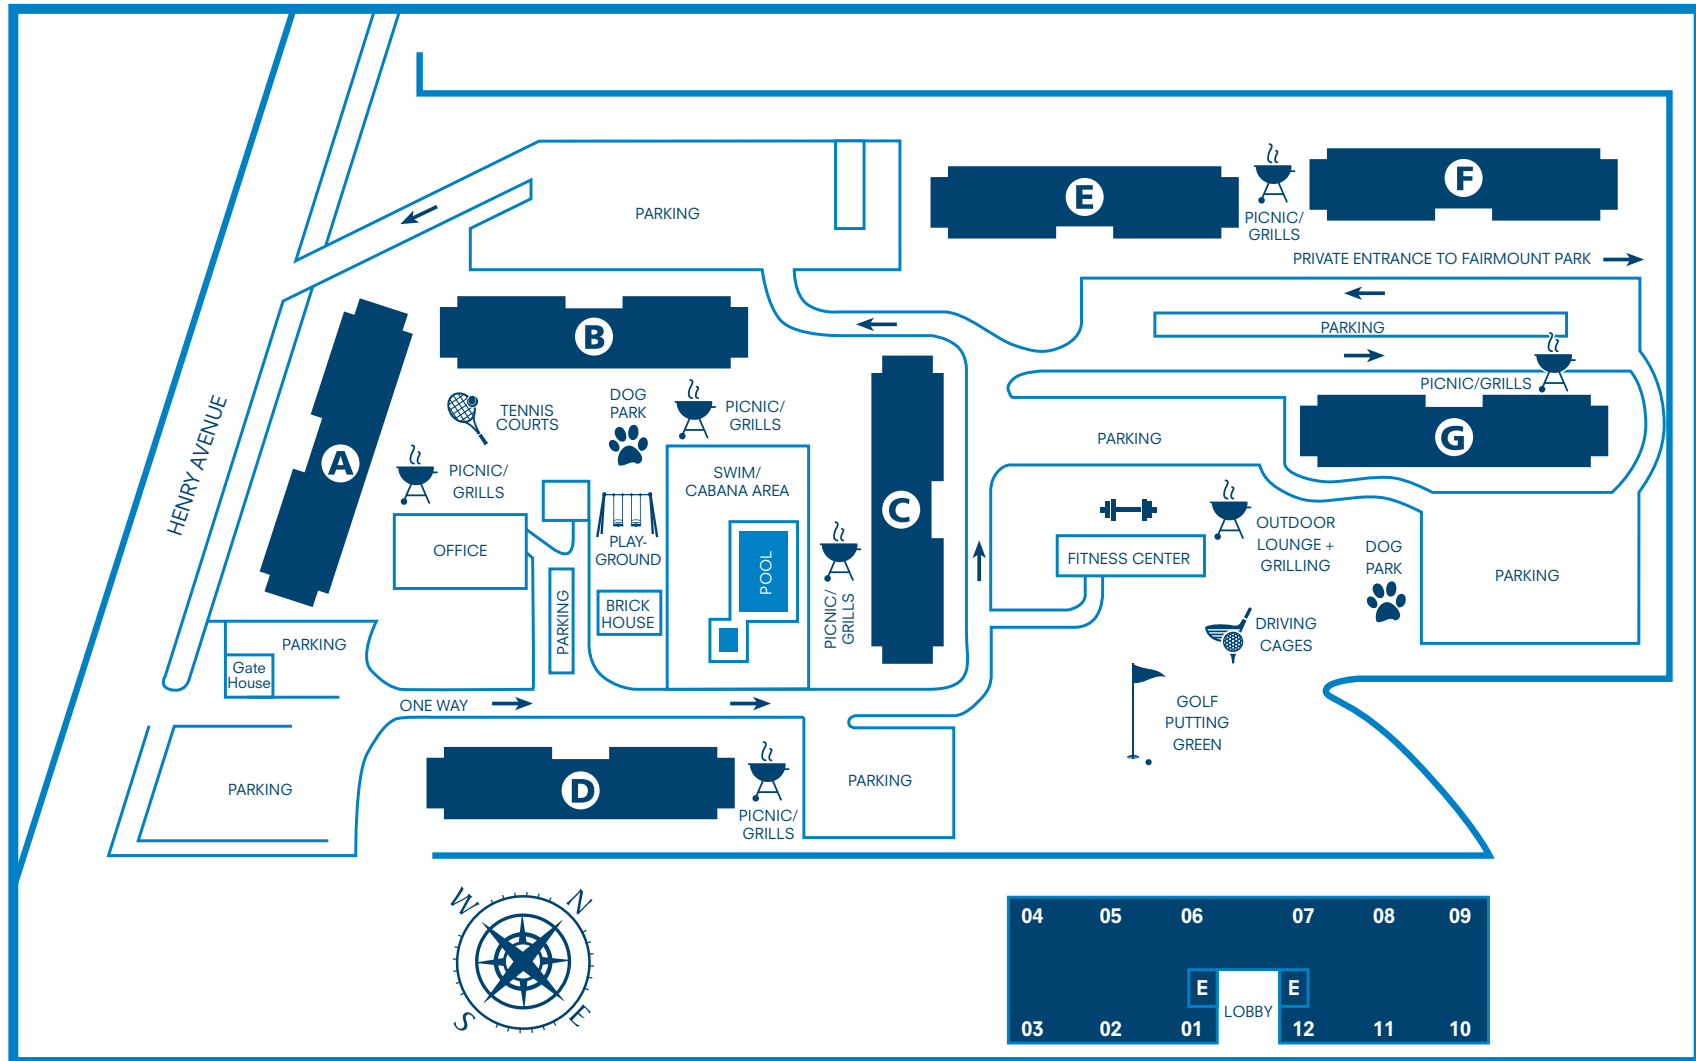 PARKING
E
PICNIC/
GRILLS
F
PRIVATE ENTRANCE TO FAIRMOUNT PARK
PARKING
PICNIC/GRILLS
G
B
HENRY AVENUE
A
TENNIS
COURTS
DOG
PARK
PICNIC/
GRILLS
PICNIC/
GRILLS
SWIM/
CABANA AREA
C
PARKING
OFFICE
PLAY-
GROUND
POOL
PICNIC/
GRILLS
BRICK
HOUSE
PARKING
FITNESS CENTER
OUTDOOR
LOUNGE +
GRILLING
DOG
PARK
PARKING
DRIVING
CAGES
GOLF
PUTTING
GREEN
PARKING
Gate
House
ONE WAY
PARKING
D
PICNIC/
GRILLS
PARKING
W
N
S
E
04 05 06 07 08 09
E
E
LOBBY
03 02 01 12 11 10